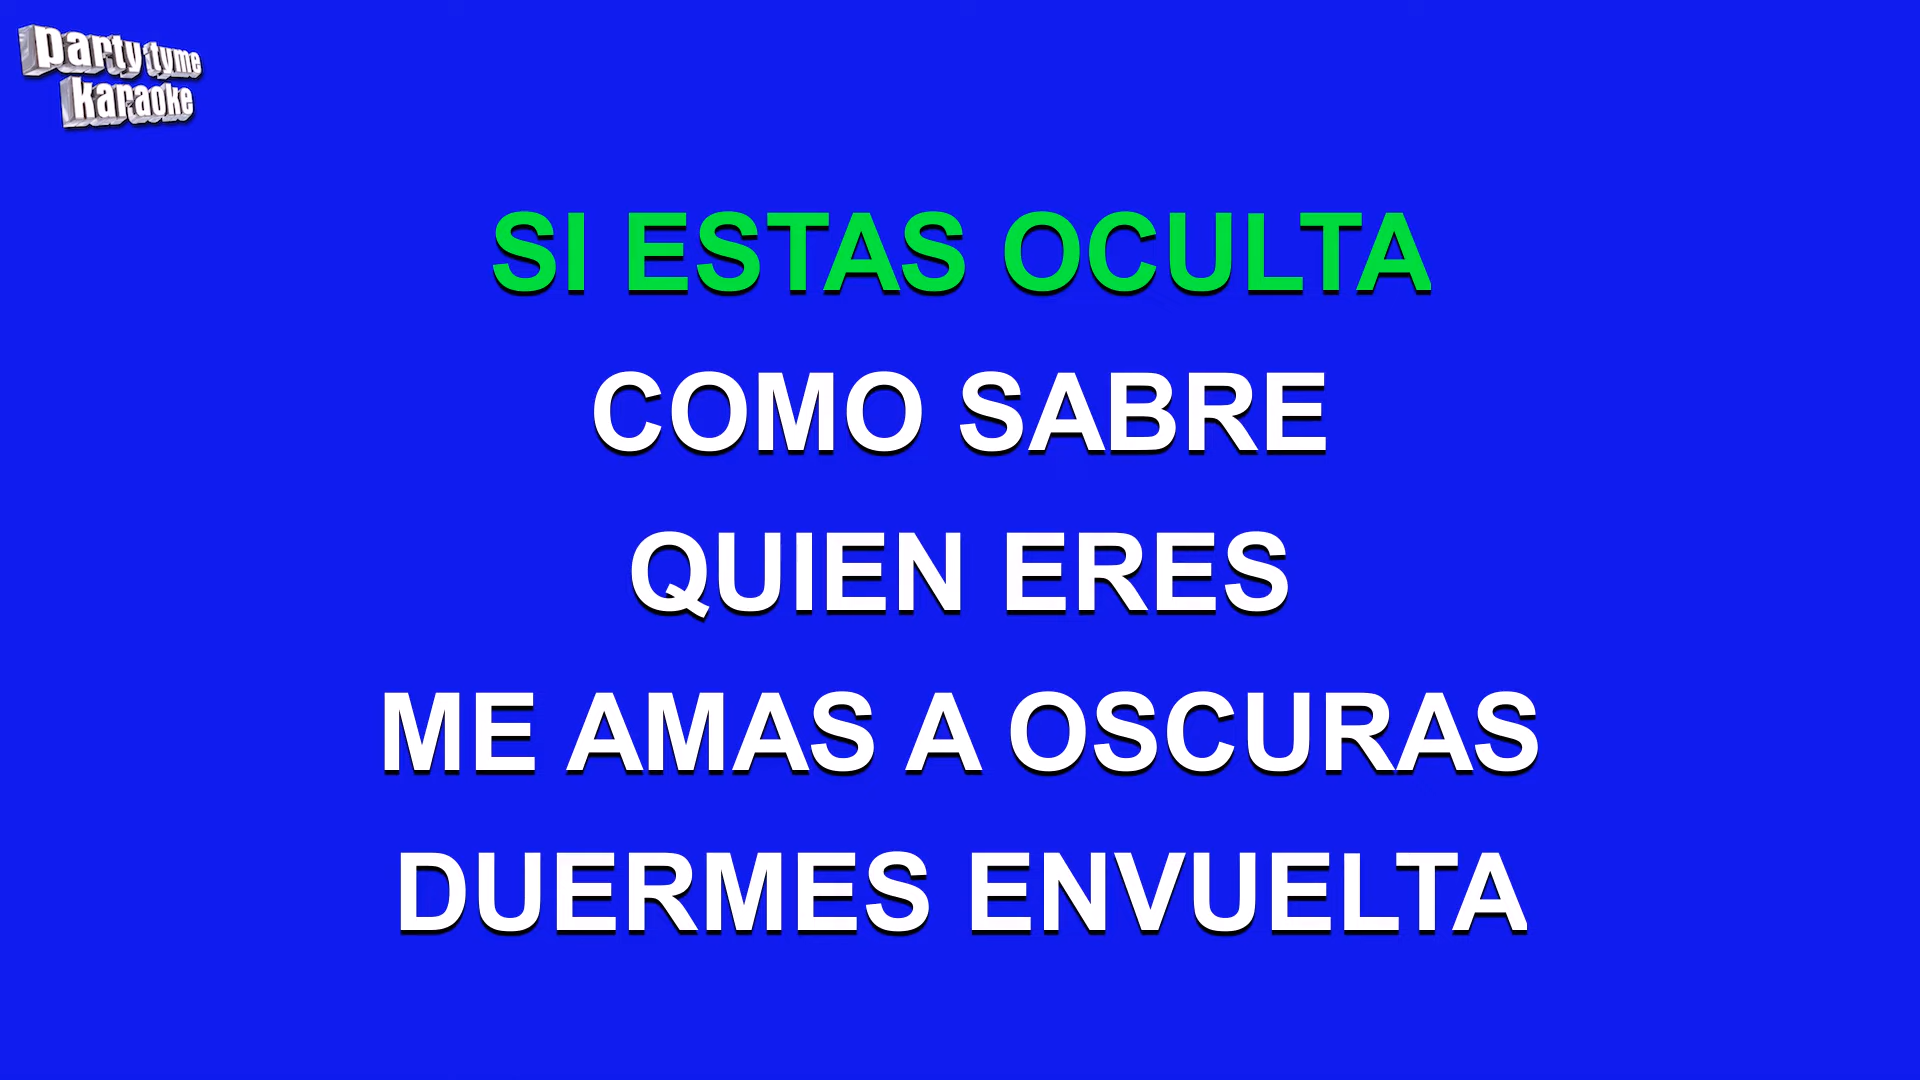 party tyme
karaoke
SI ESTAS OCULTA
COMO SABRE
QUIEN ERES
ME AMAS A OSCURAS
DUERMES ENVUELTA